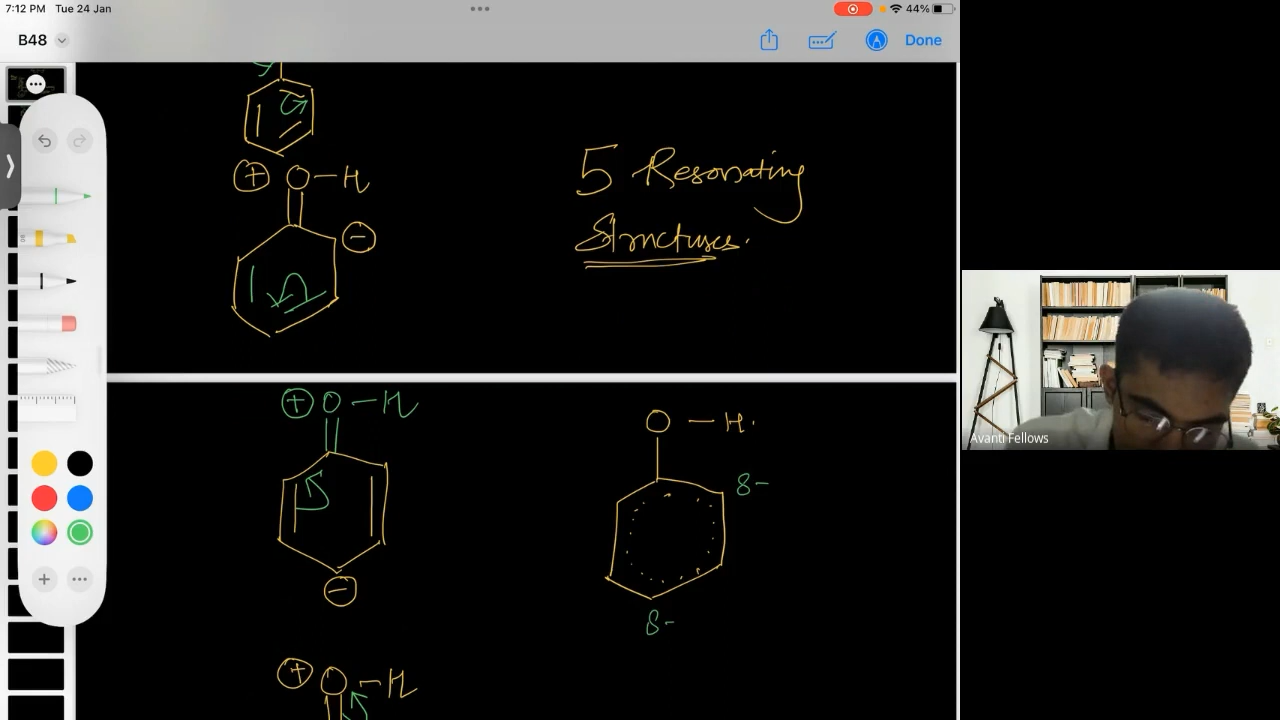 7:12 PM Tue 24 Jan
44%
B48
Done
+ O-H
-
5 Resonating
Structures.
+ O-H
-
O-H.
δ-
δ-
+ O-H
Avanti Fellows